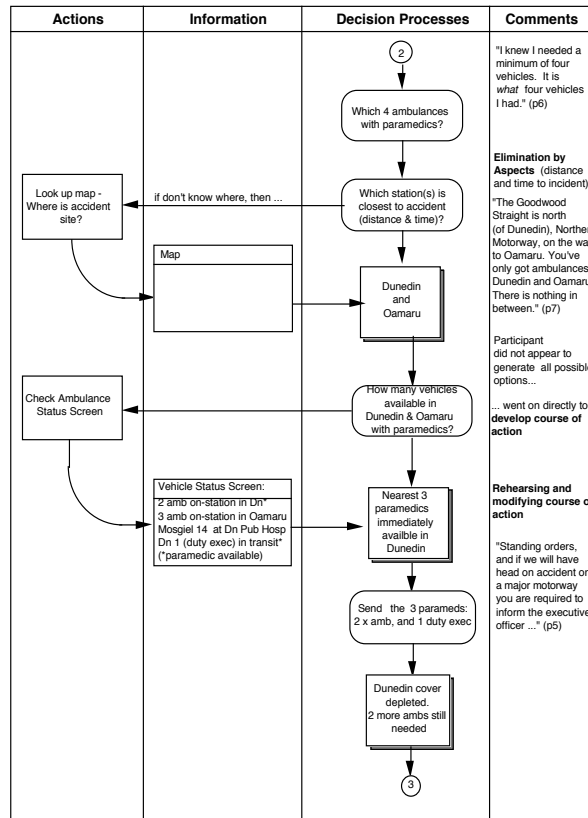 Actions
Information
Decision Processes
Comments
2
"I knew I needed a
minimum of four
vehicles. It is
what four vehicles
I had." (p6)
Which 4 ambulances
with paramedics?
Elimination by
Aspects (distance
and time to incident)
Look up map -
Where is accident
site?
if don't know where, then ...
Which station(s) is
closest to accident
(distance & time)?
"The Goodwood
Straight is north
(of Dunedin), Norther
Motorway, on the wa
to Oamaru. You've
only got ambulances
Dunedin and Oamaru
There is nothing in
between." (p7)
Map
Dunedin
and
Oamaru
Participant
did not appear to
generate all possible
options...
Check Ambulance
Status Screen
How many vehicles
available in
Dunedin & Oamaru
with paramedics?
... went on directly to
develop course of
action
Vehicle Status Screen:
2 amb on-station in Dn*
3 amb on-station in Oamaru
Mosgiel 14 at Dn Pub Hosp
Dn 1 (duty exec) in transit*
(*paramedic available)
Nearest 3
paramedics
immediately
availble in
Dunedin
Rehearsing and
modifying course o
action
"Standing orders,
and if we will have
head on accident on
a major motorway
you are required to
inform the executive
officer ..." (p5)
Send the 3 parameds:
2 x amb, and 1 duty exec
Dunedin cover
depleted.
2 more ambs still
needed
3